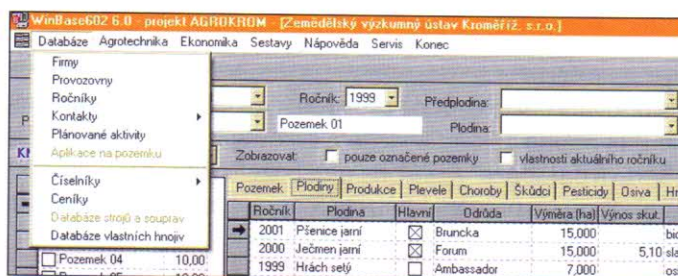 WinBase602 6.0 - projekt AGROKROM - [Zemědělský výzkumný ústav Kroměříž, s.r.o.]
Databáze Agrotechnika Ekonomika Sestavy Nápověda Servis Konec
Firmy
Provozovny
Ročníky
Kontakty
Plánované aktivity
Aplikace na pozemku
Číselníky
Ceníky
Databáze strojů a souprav
Databáze vlastních hnojiv
Ročník: 1999 Předplodina:
Pozemek 01 Plodina:
Zobrazovat: pouze označené pozemky vlastnosti aktuálního ročníku
Pozemek Plodiny Produkce Plevele Choroby Škůdci Pesticidy Osiva
Ročník Plodina Hlavní Odrůda Výměra (ha) Výnos skut.
2001 Pšenice jarní Bruncka 15,000
2000 Ječmen jarní Forum 15,000 5,10
Pozemek 04 10,00 1999 Hrách setý Ambassador 7,000